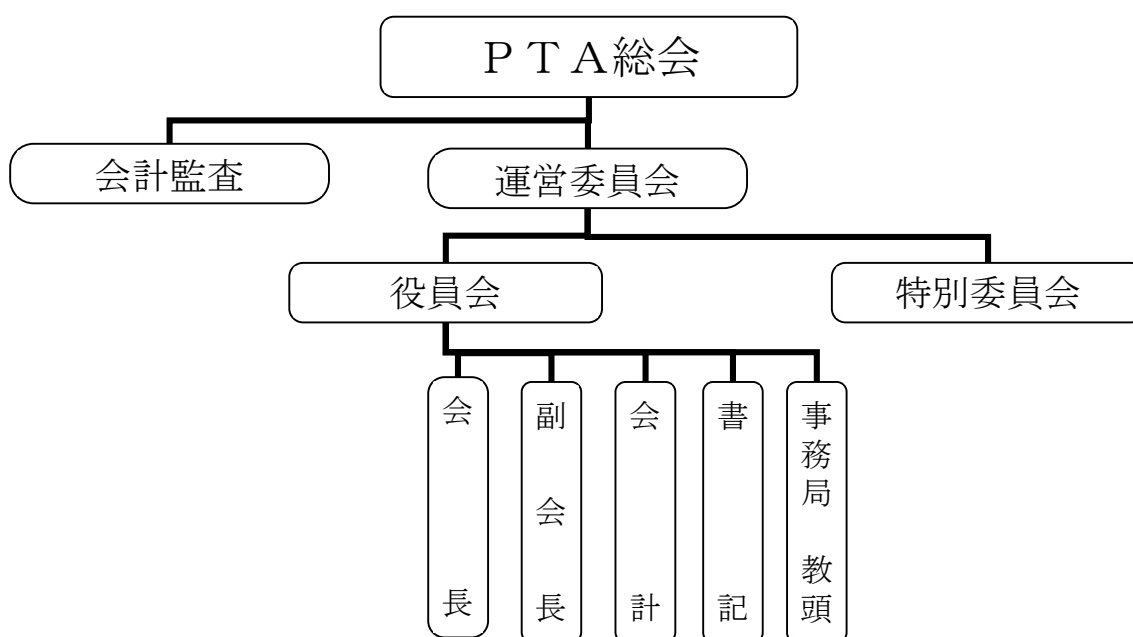 ＰＴＡ総会
会計監査
運営委員会
役員会
特別委員会
会長
副会長
会計
書記
事務局 教頭